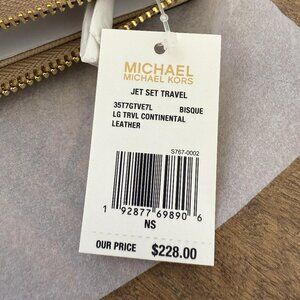 MICHAEL
MICHAEL KORS
JET SET TRAVEL
35T7GTVE7L BISQUE
LG TRVL CONTINENTAL
LEATHER
S767-0002
1 92877 69890 6
NS
OUR PRICE $228.00